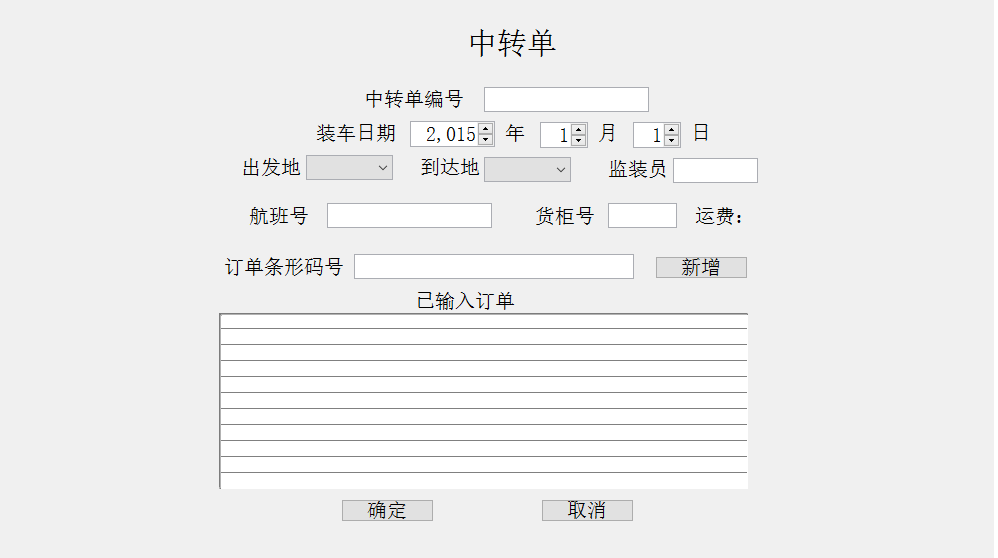 中转单
中转单编号
装车日期 2,015 年 1 月 1 日
出发地 到达地 监装员
航班号 货柜号 运费：
订单条形码号 新增
已输入订单
确定 取消